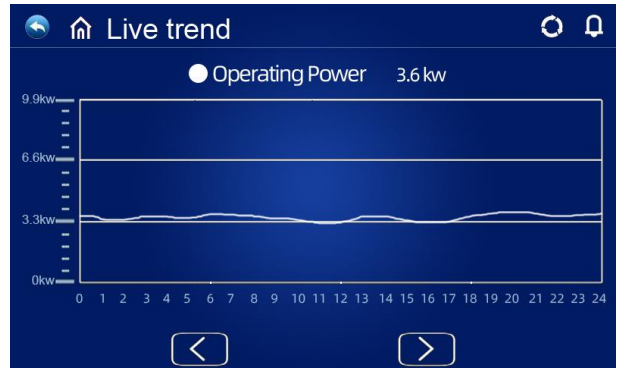 Live trend
Operating Power 3.6 kw
9.9kw
6.6kw
3.3kw
0kw
0 1 2 3 4 5 6 7 8 9 10 11 12 13 14 15 16 17 18 19 20 21 22 23 24